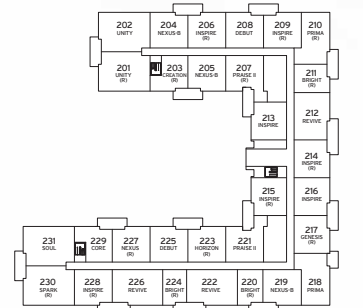 202
UNITY
204
NEXUS-B
206
INSPIRE
(R)
208
DEBUT
209
INSPIRE
(R)
210
PRIMA
(R)
201
UNITY
(R)
203
CREATION
(R)
205
NEXUS-B
207
PRAISE II
(R)
211
BRIGHT
(R)
212
REVIVE
213
INSPIRE
214
INSPIRE
(R)
215
INSPIRE
(R)
216
INSPIRE
217
GENESIS
(R)
231
SOUL
229
CORE
227
NEXUS
(R)
225
DEBUT
223
HORIZON
(R)
221
PRAISE II
230
SPARK
(R)
228
INSPIRE
(R)
226
REVIVE
224
BRIGHT
(R)
222
REVIVE
220
BRIGHT
(R)
219
NEXUS
218
PRIMA